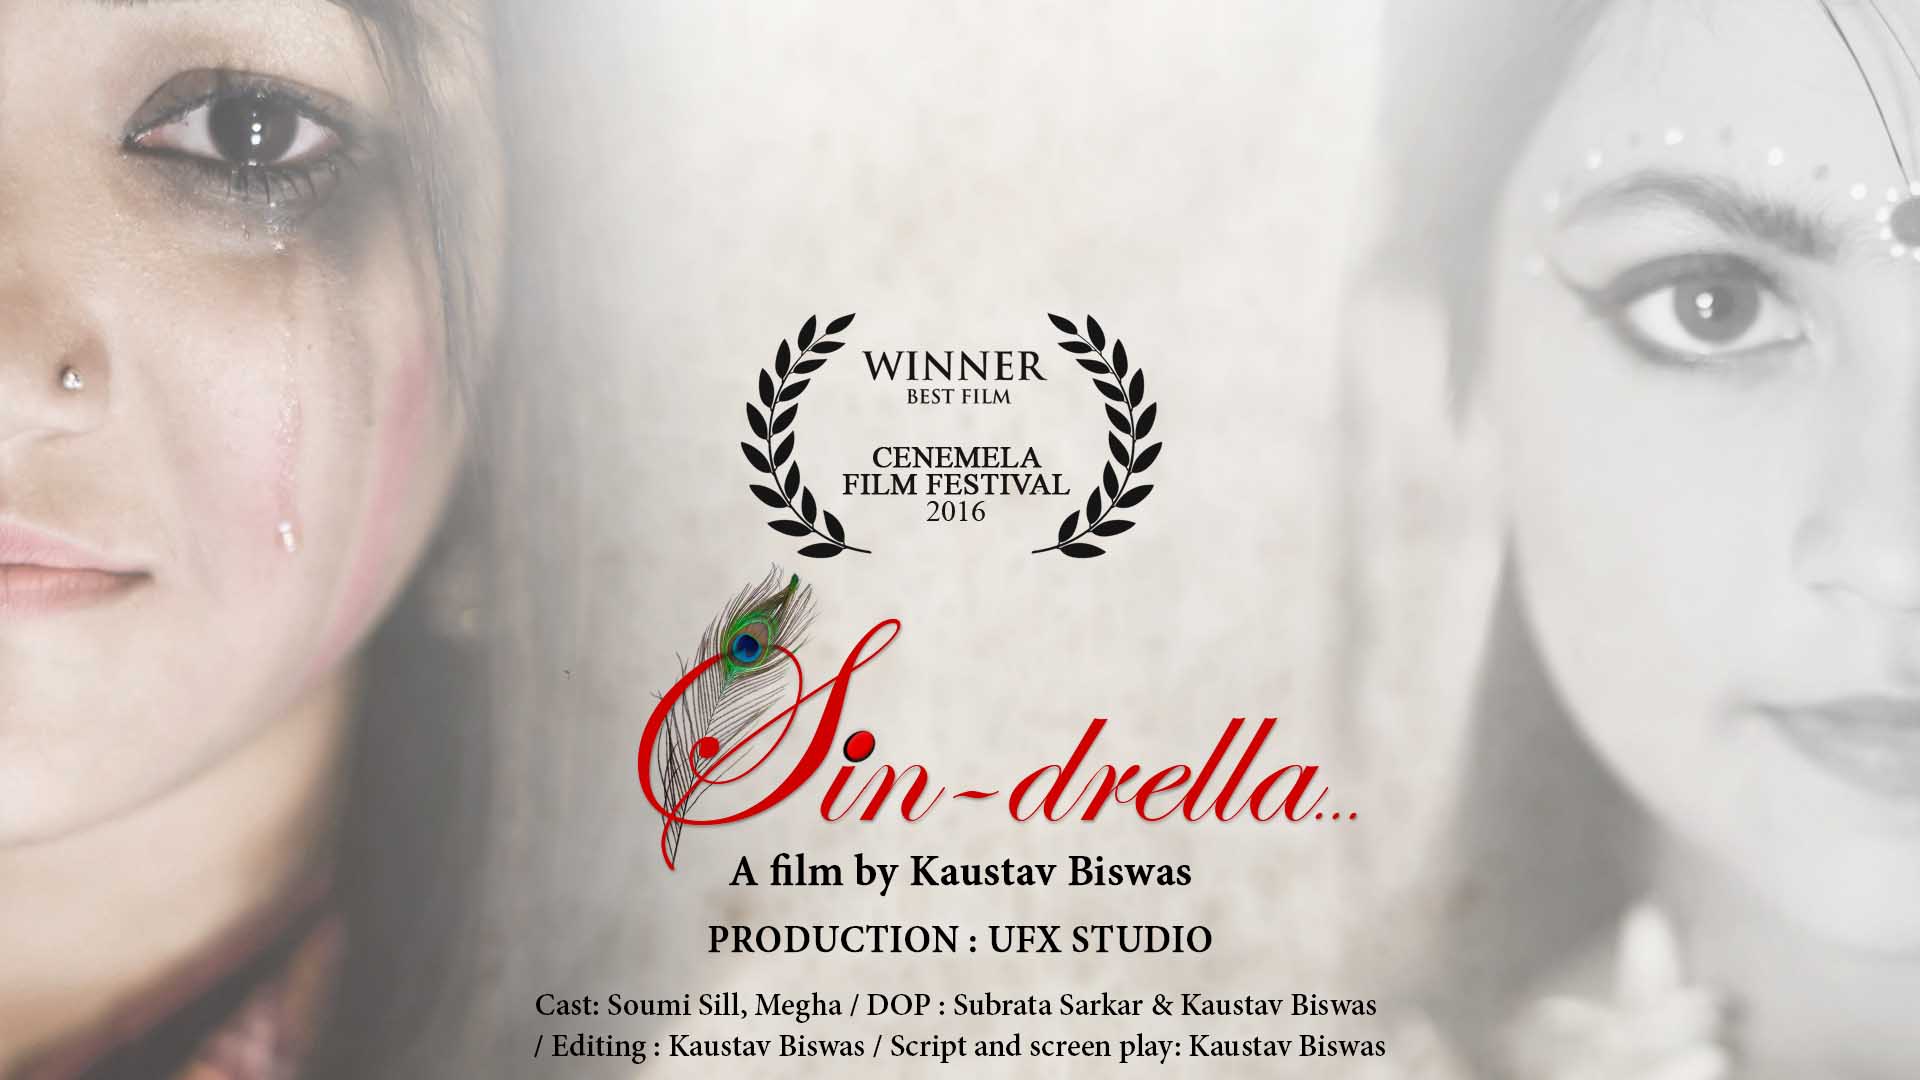 WINNER
BEST FILM
CENEMELA
FILM FESTIVAL
2016
Sin-drella...
A film by Kaustav Biswas
PRODUCTION : UFX STUDIO
Cast: Soumi Sill, Megha / DOP : Subrata Sarkar & Kaustav Biswas
/ Editing : Kaustav Biswas / Script and screen play: Kaustav Biswas